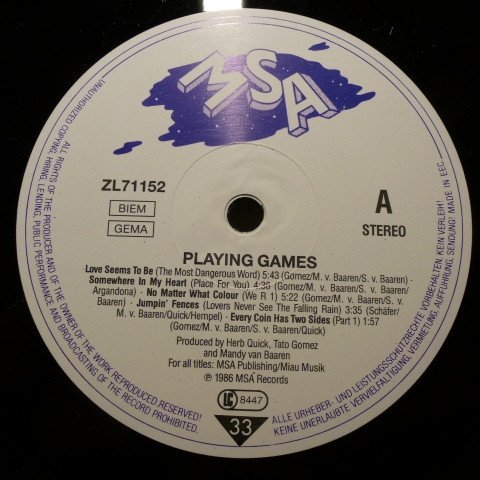 MSA
ZL71152
BIEM
GEMA
A
STEREO
PLAYING GAMES
Love Seems To Be (The Most Dangerous Word) 5:43 (Gomez/M. v. Baaren/S. v. Baaren)
Somewhere In My Heart (Place For You) 4:36 (Gomez/M. v. Baaren/S. v. Baaren/
Argandona) · No Matter What Colour (We R 1) 5:22 (Gomez/M. v. Baaren/S. v.
Baaren) · Jumpin' Fences (Lovers Never See The Falling Rain) 3:35 (Schäfer/
M. v. Baaren/Quick/Hempel) · Every Coin Has Two Sides (Part 1) 1:57
(Gomez/M. v. Baaren/S. v. Baaren/Quick)
Produced by Herb Quick, Tato Gomez
and Mandy van Baaren
For all titles: MSA Publishing/Miau Musik
℗ 1986 MSA Records
LC 8447
33
ALL RIGHTS OF THE PRODUCER AND OF THE OWNER OF THE WORK REPRODUCED RESERVED!
UNAUTHORIZED COPYING, HIRING, LENDING, PUBLIC PERFORMANCE AND BROADCASTING OF THE RECORD PROHIBITED.
ALLE URHEBER- UND LEISTUNGSSCHUTZRECHTE VORBEHALTEN. KEIN VERLEIH!
KEINE UNERLAUBTE VERVIELFÄLTIGUNG, VERMIETUNG, AUFFÜHRUNG, SENDUNG! MADE IN EEC.